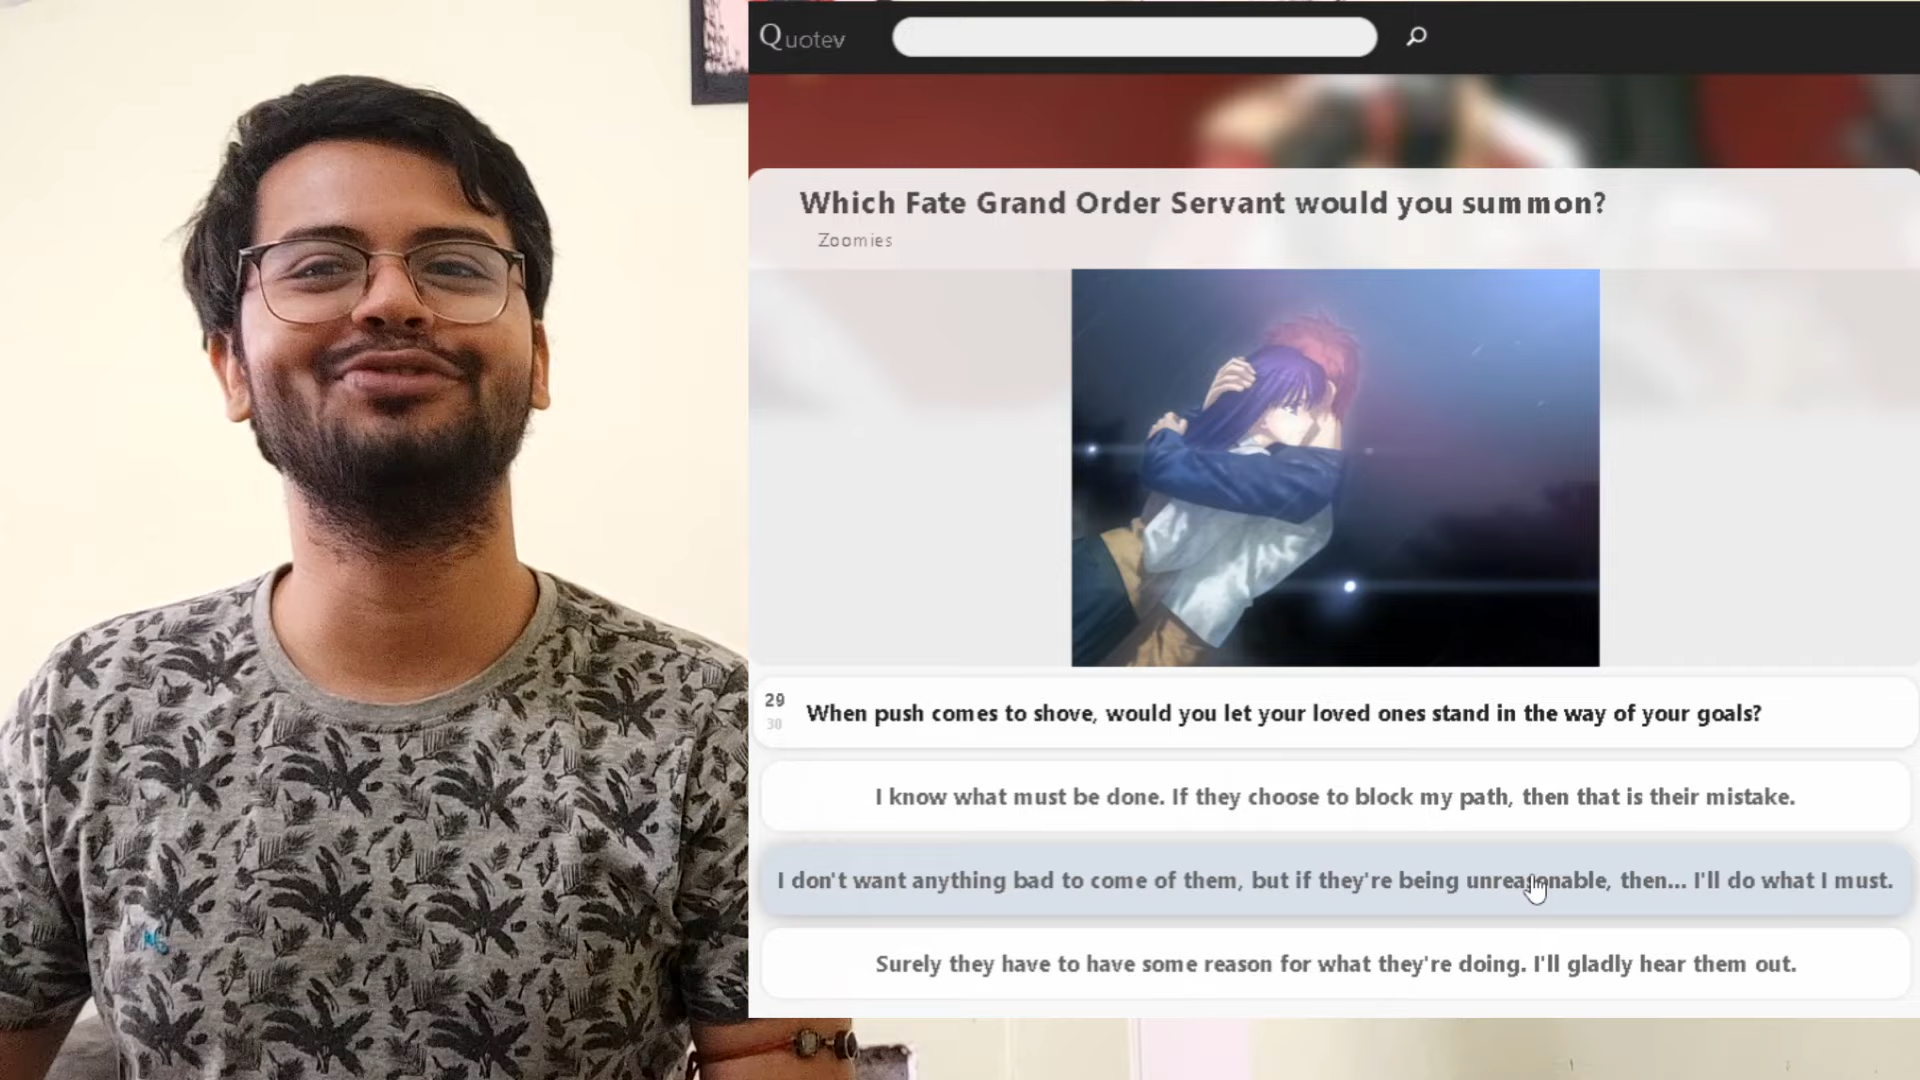 Quotev
Which Fate Grand Order Servant would you summon?
Zoomies
29
30
When push comes to shove, would you let your loved ones stand in the way of your goals?
I know what must be done. If they choose to block my path, then that is their mistake.
I don't want anything bad to come of them, but if they're being unreasonable, then... I'll do what I must.
Surely they have to have some reason for what they're doing. I'll gladly hear them out.